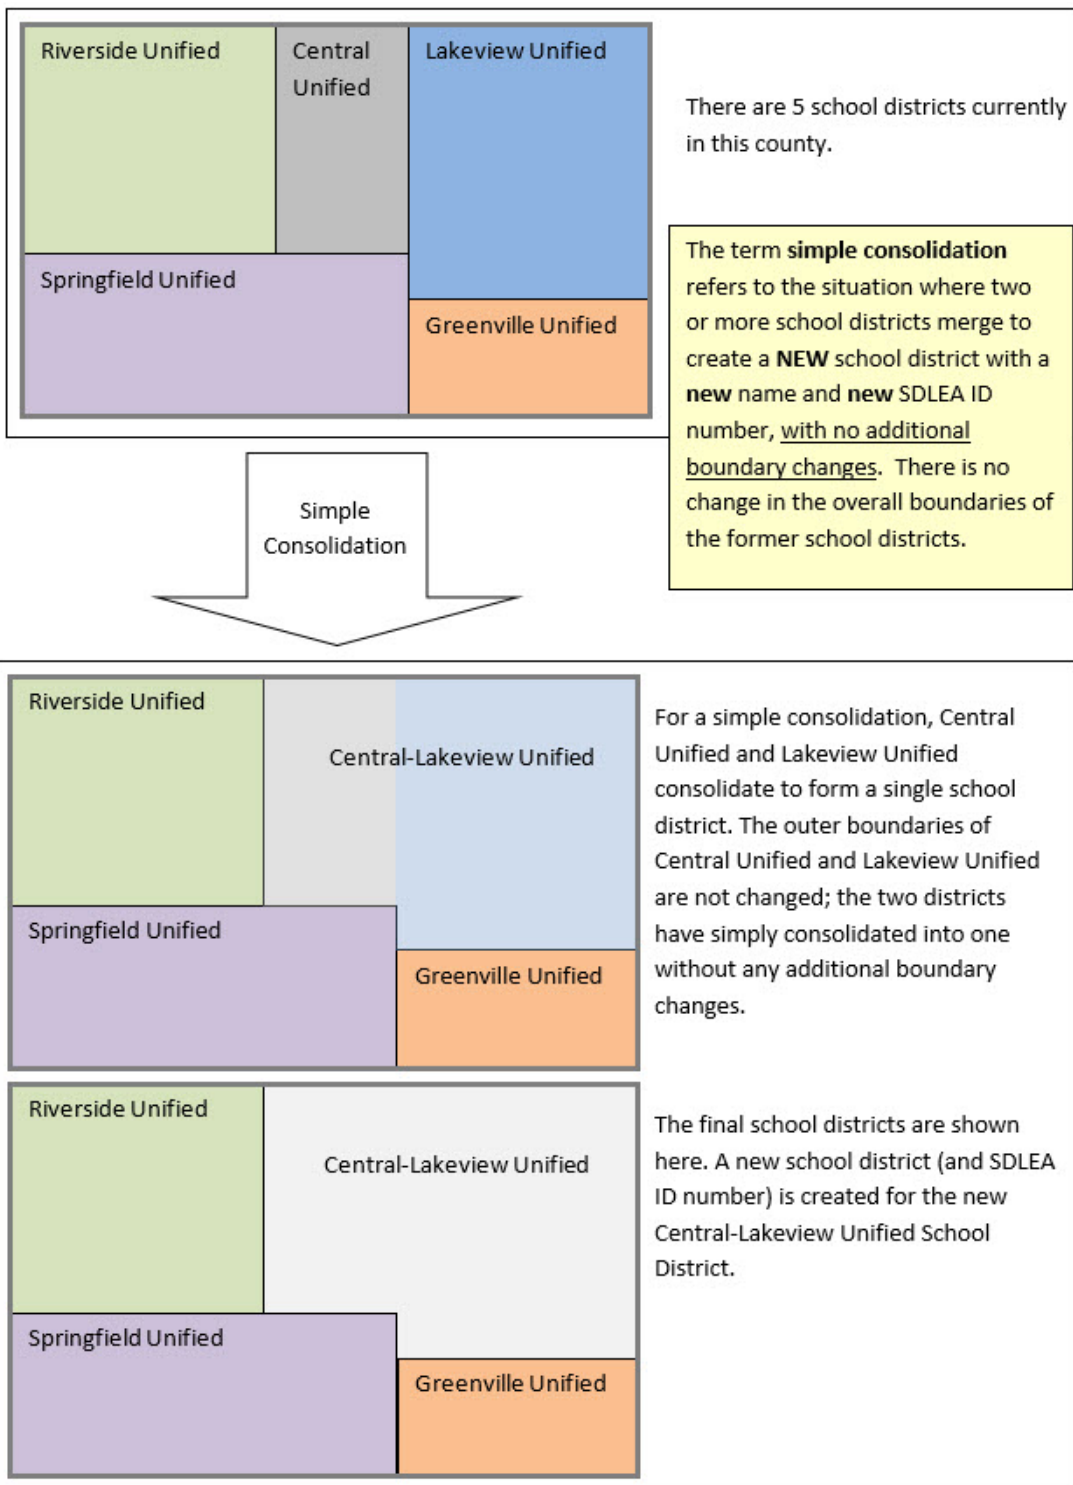 Riverside Unified
Central
Unified
Lakeview Unified
Springfield Unified
Greenville Unified
There are 5 school districts currently
in this county.
The term simple consolidation
refers to the situation where two
or more school districts merge to
create a NEW school district with a
new name and new SDLEA ID
number, with no additional
boundary changes.  There is no
change in the overall boundaries of
the former school districts.
Simple
Consolidation
Riverside Unified
Central-Lakeview Unified
Springfield Unified
Greenville Unified
For a simple consolidation, Central
Unified and Lakeview Unified
consolidate to form a single school
district. The outer boundaries of
Central Unified and Lakeview Unified
are not changed; the two districts
have simply consolidated into one
without any additional boundary
changes.
Riverside Unified
Central-Lakeview Unified
Springfield Unified
Greenville Unified
The final school districts are shown
here. A new school district (and SDLEA
ID number) is created for the new
Central-Lakeview Unified School
District.